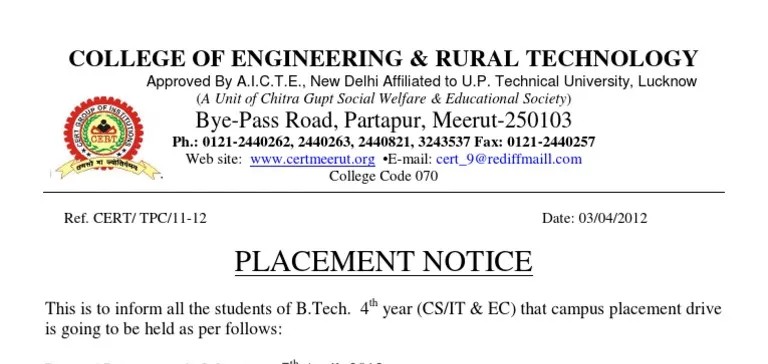 COLLEGE OF ENGINEERING & RURAL TECHNOLOGY
Approved By A.I.C.T.E., New Delhi Affiliated to U.P. Technical University, Lucknow
(A Unit of Chitra Gupt Social Welfare & Educational Society)
Bye-Pass Road, Partapur, Meerut-250103
Ph.: 0121-2440262, 2440263, 2440821, 3243537 Fax: 0121-2440257
Web site: www.certmeerut.org •E-mail: cert_9@rediffmaill.com
College Code 070
CERT GROUP OF INSTITUTIONS
CERT
Ref. CERT/ TPC/11-12 Date: 03/04/2012
PLACEMENT NOTICE
This is to inform all the students of B.Tech. 4th year (CS/IT & EC) that campus placement drive
is going to be held as per follows: